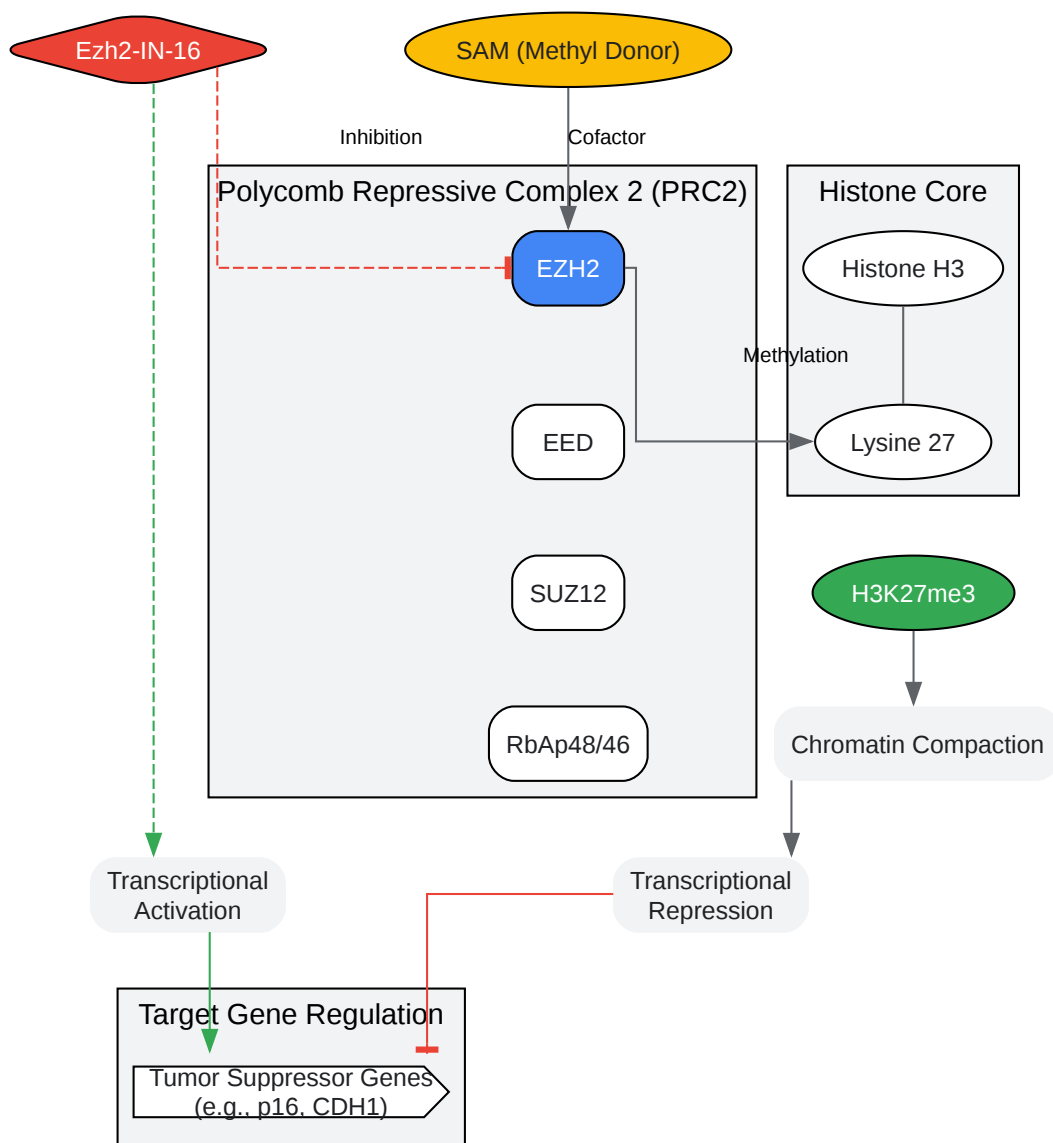 Ezh2-IN-16
SAM (Methyl Donor)
Inhibition
Cofactor
Polycomb Repressive Complex 2 (PRC2)
Histone Core
EZH2
Histone H3
Methylation
EED
Lysine 27
SUZ12
H3K27me3
RbAp48/46
Chromatin Compaction
Transcriptional
Activation
Transcriptional
Repression
Target Gene Regulation
Tumor Suppressor Genes
(e.g., p16, CDH1)